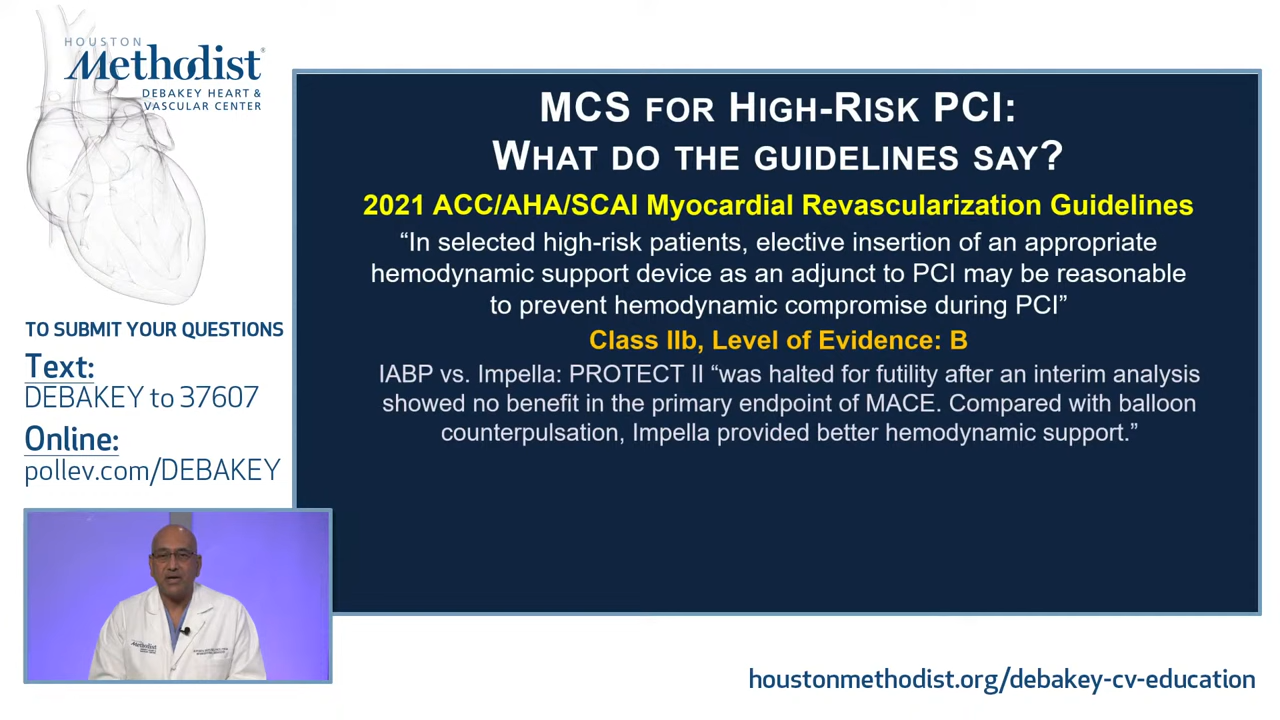 HOUSTON
Methodist®
DEBAKEY HEART &
VASCULAR CENTER
TO SUBMIT YOUR QUESTIONS
Text:
DEBAKEY to 37607
Online:
pollev.com/DEBAKEY
MCS FOR HIGH-RISK PCI:
WHAT DO THE GUIDELINES SAY?
2021 ACC/AHA/SCAI Myocardial Revascularization Guidelines
“In selected high-risk patients, elective insertion of an appropriate
hemodynamic support device as an adjunct to PCI may be reasonable
to prevent hemodynamic compromise during PCI”
Class IIb, Level of Evidence: B
IABP vs. Impella: PROTECT II “was halted for futility after an interim analysis
showed no benefit in the primary endpoint of MACE. Compared with balloon
counterpulsation, Impella provided better hemodynamic support.”
Methodist
houstonmethodist.org/debakey-cv-education